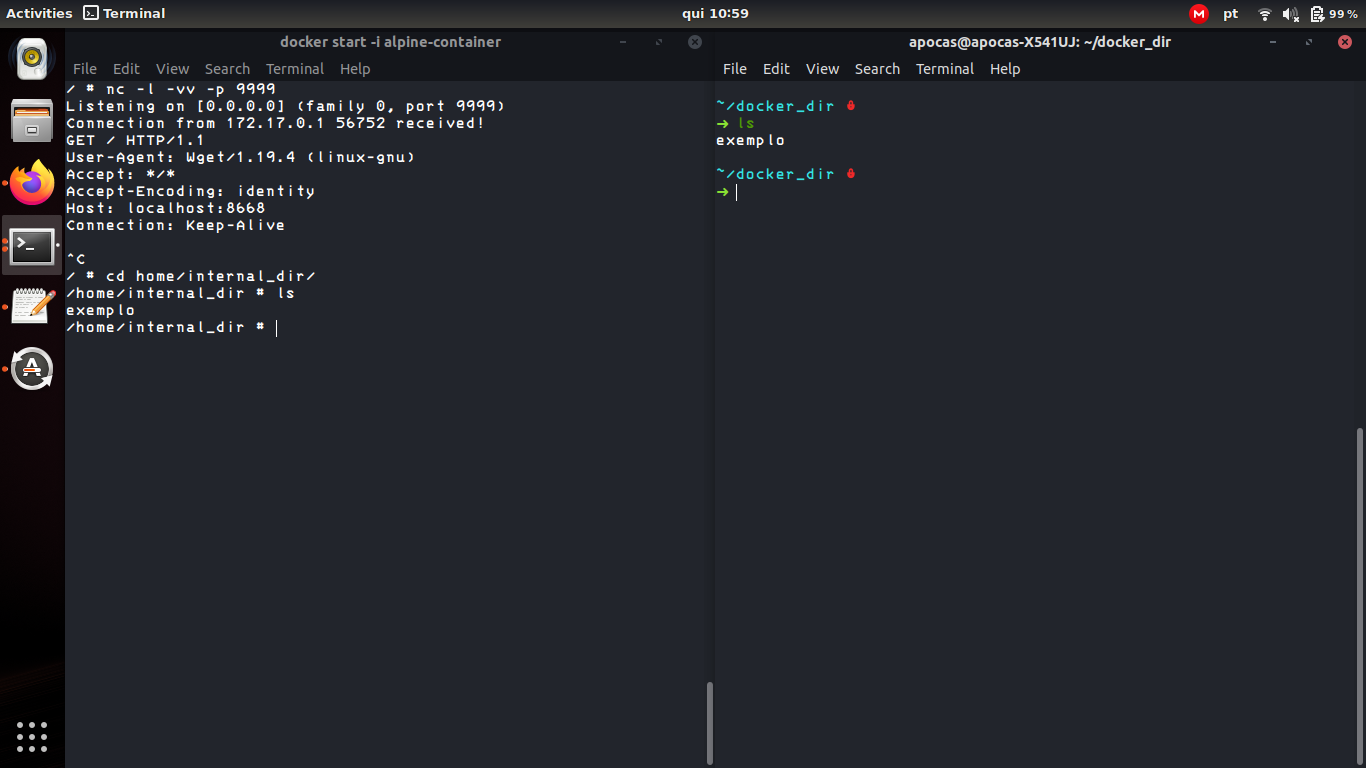 Activities Terminal qui 10:59 M pt 99 %
docker start -i alpine-container
File Edit View Search Terminal Help
/ # nc -l -vv -p 9999
Listening on [0.0.0.0] (family 0, port 9999)
Connection from 172.17.0.1 56752 received!
GET / HTTP/1.1
User-Agent: Wget/1.19.4 (linux-gnu)
Accept: */*
Accept-Encoding: identity
Host: localhost:8668
Connection: Keep-Alive
^C
/ # cd home/internal_dir/
/home/internal_dir # ls
exemplo
/home/internal_dir #
apocas@apocas-X541UJ: ~/docker_dir
File Edit View Search Terminal Help
~/docker_dir
➜ ls
exemplo
~/docker_dir
➜